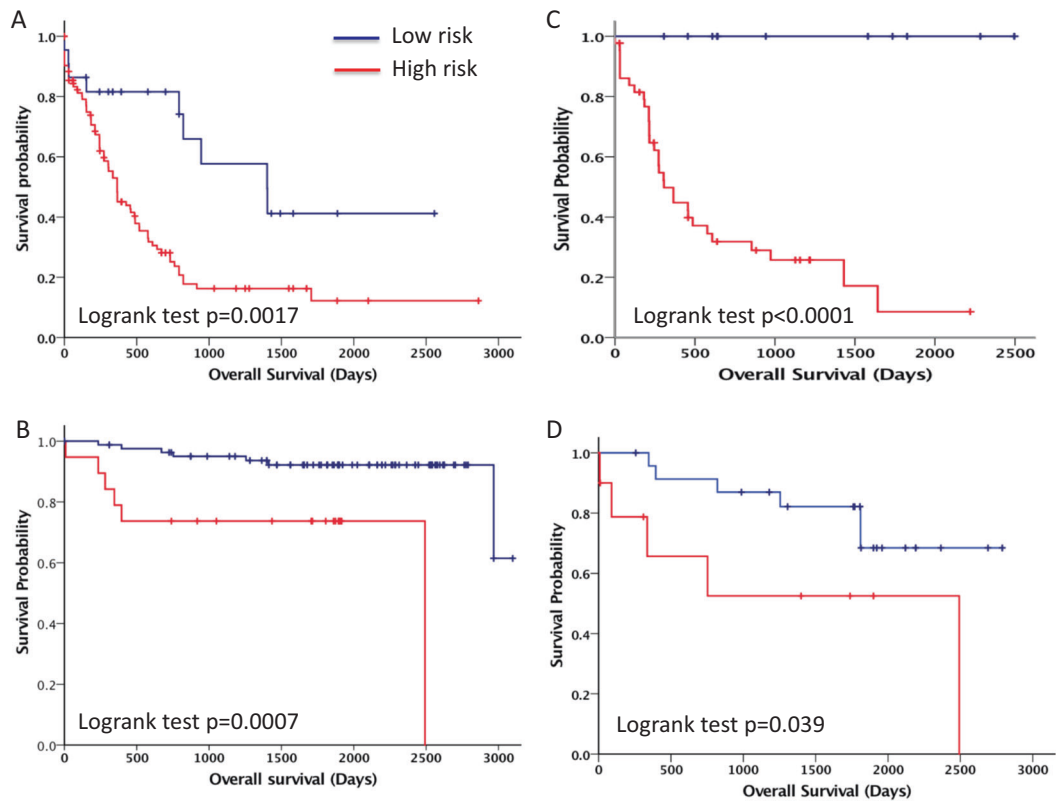 A
Low risk
High risk
1.0
0.8
0.6
0.4
0.2
0.0
Survival probability
Logrank test p=0.0017
0 500 1000 1500 2000 2500 3000
Overall Survival (Days)
C
1.0
0.8
0.6
0.4
0.2
0.0
Survival Ptobability
Logrank test p<0.0001
0 500 1000 1500 2000 2500
Overall Survival (Days)
B
1.0
0.8
0.6
0.4
0.2
0.0
Survival Probability
Logrank test p=0.0007
0 500 1000 1500 2000 2500 3000
Overall survival (Days)
D
1.0
0.8
0.6
0.4
0.2
0.0
Survival Probability
Logrank test p=0.039
0 500 1000 1500 2000 2500 3000
Overall Survival (Days)